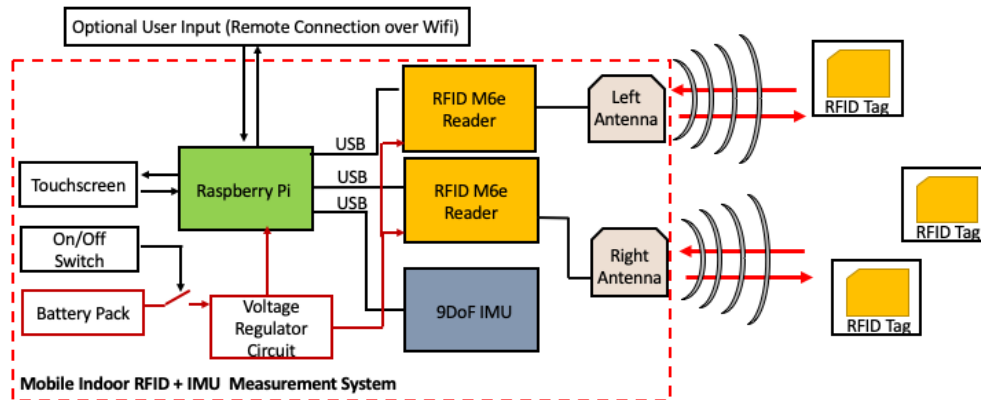 Optional User Input (Remote Connection over Wifi)
RFID M6e
Reader
Left
Antenna
RFID Tag
USB
Touchscreen
Raspberry Pi
USB
RFID M6e
Reader
USB
RFID Tag
On/Off
Switch
Right
Antenna
Battery Pack
Voltage
Regulator
Circuit
9DoF IMU
RFID Tag
Mobile Indoor RFID + IMU Measurement System